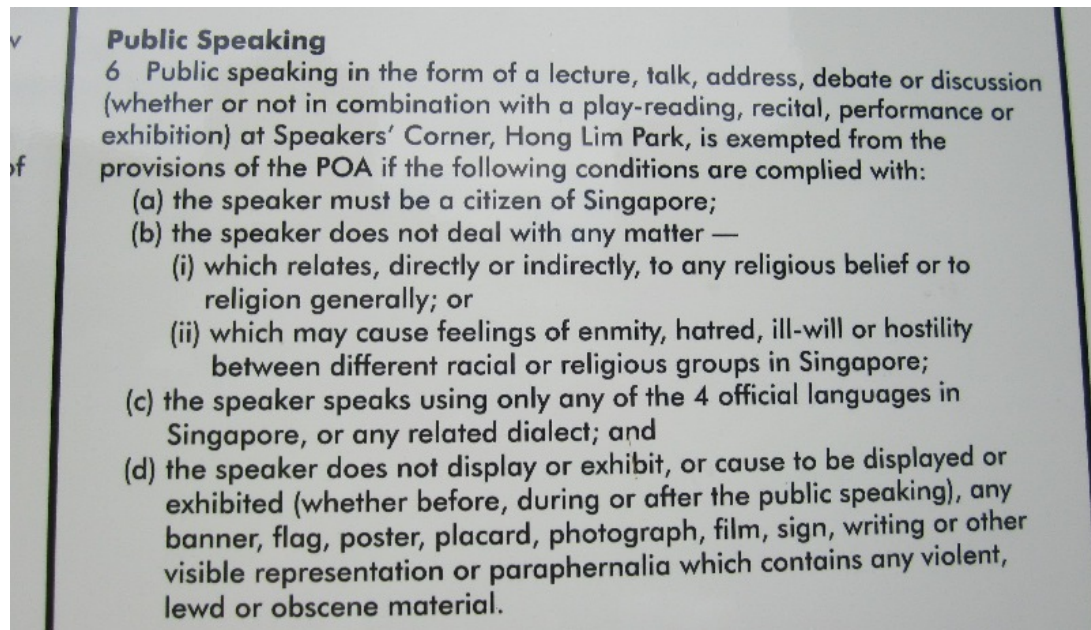 v
of
Public Speaking
6 Public speaking in the form of a lecture, talk, address, debate or discussion
(whether or not in combination with a play-reading, recital, performance or
exhibition) at Speakers' Corner, Hong Lim Park, is exempted from the
provisions of the POA if the following conditions are complied with:
(a) the speaker must be a citizen of Singapore;
(b) the speaker does not deal with any matter —
(i) which relates, directly or indirectly, to any religious belief or to
religion generally; or
(ii) which may cause feelings of enmity, hatred, ill-will or hostility
between different racial or religious groups in Singapore;
(c) the speaker speaks using only any of the 4 official languages in
Singapore, or any related dialect; and
(d) the speaker does not display or exhibit, or cause to be displayed or
exhibited (whether before, during or after the public speaking), any
banner, flag, poster, placard, photograph, film, sign, writing or other
visible representation or paraphernalia which contains any violent,
lewd or obscene material.